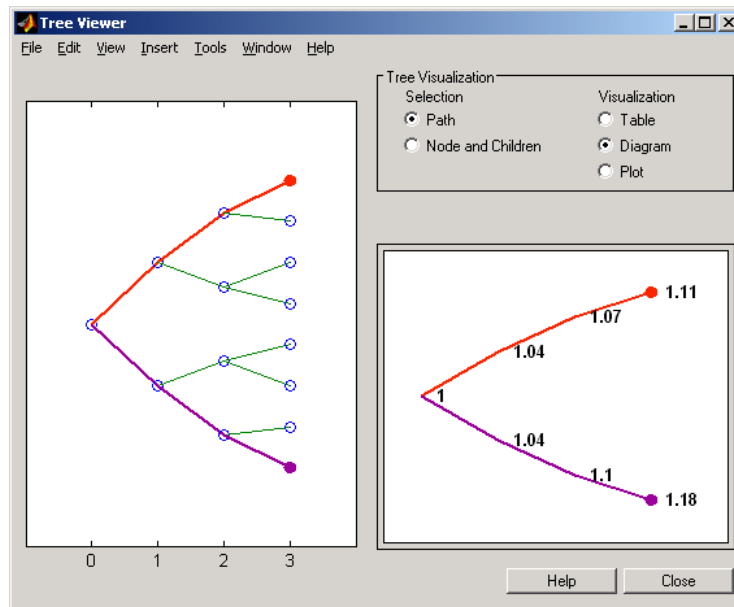 Tree Viewer
File Edit View Insert Tools Window Help
Tree Visualization
Selection
Visualization
Path
Table
Node and Children
Diagram
Plot
1.11
1.07
1.04
1
1.04
1.1
1.18
0 1 2 3
Help
Close